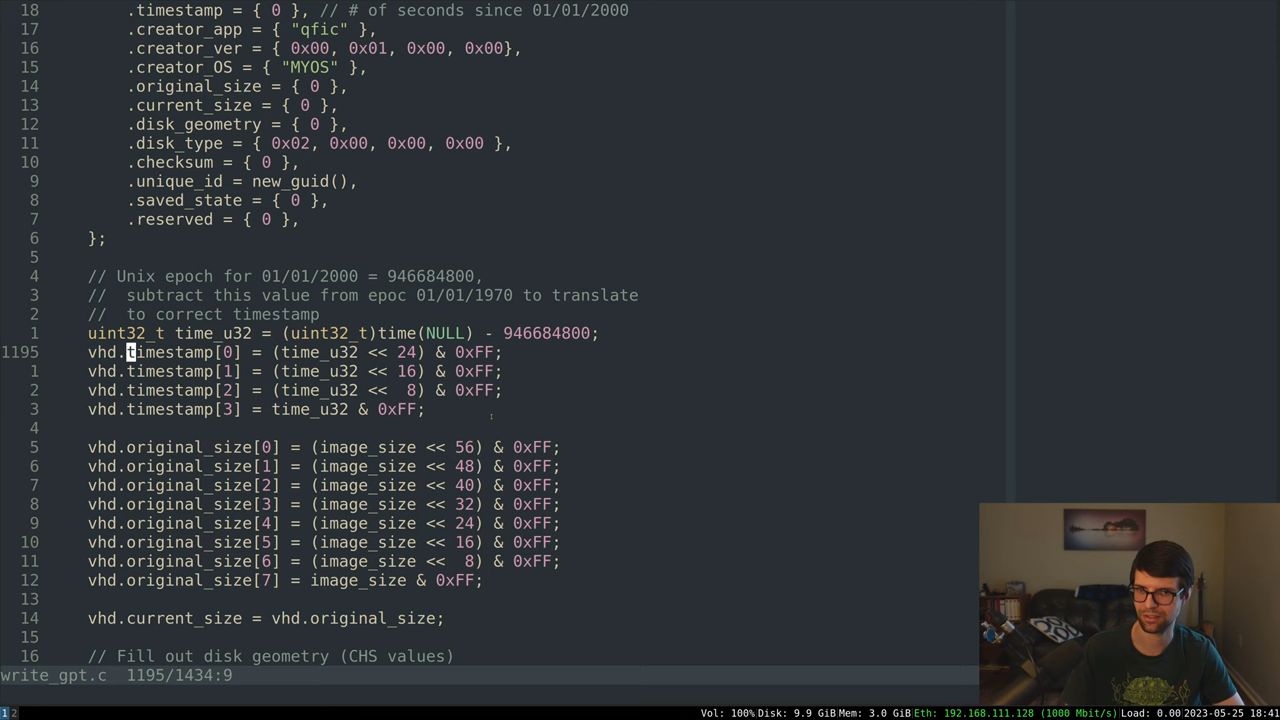 18 .timestamp = { 0 }, // # of seconds since 01/01/2000
17 .creator_app = { "qfic" },
16 .creator_ver = { 0x00, 0x01, 0x00, 0x00},
15 .creator_OS = { "MYOS" },
14 .original_size = { 0 },
13 .current_size = { 0 },
12 .disk_geometry = { 0 },
11 .disk_type = { 0x02, 0x00, 0x00, 0x00 },
10 .checksum = { 0 },
9 .unique_id = new_guid(),
8 .saved_state = { 0 },
7 .reserved = { 0 },
6 };
5
4 // Unix epoch for 01/01/2000 = 946684800,
3 //  subtract this value from epoc 01/01/1970 to translate
2 //  to correct timestamp
1 uint32_t time_u32 = (uint32_t)time(NULL) - 946684800;
1195 vhd.timestamp[0] = (time_u32 << 24) & 0xFF;
1 vhd.timestamp[1] = (time_u32 << 16) & 0xFF;
2 vhd.timestamp[2] = (time_u32 <<  8) & 0xFF;
3 vhd.timestamp[3] = time_u32 & 0xFF;
4
5 vhd.original_size[0] = (image_size << 56) & 0xFF;
6 vhd.original_size[1] = (image_size << 48) & 0xFF;
7 vhd.original_size[2] = (image_size << 40) & 0xFF;
8 vhd.original_size[3] = (image_size << 32) & 0xFF;
9 vhd.original_size[4] = (image_size << 24) & 0xFF;
10 vhd.original_size[5] = (image_size << 16) & 0xFF;
11 vhd.original_size[6] = (image_size <<  8) & 0xFF;
12 vhd.original_size[7] = image_size & 0xFF;
13
14 vhd.current_size = vhd.original_size;
15
16 // Fill out disk geometry (CHS values)
write_gpt.c 1195/1434:9
1 2 Vol: 100% Disk: 9.9 GiB Mem: 3.0 GiB Eth: 192.168.111.128 (1000 Mbit/s) Load: 0.00 2023-05-25 18:41